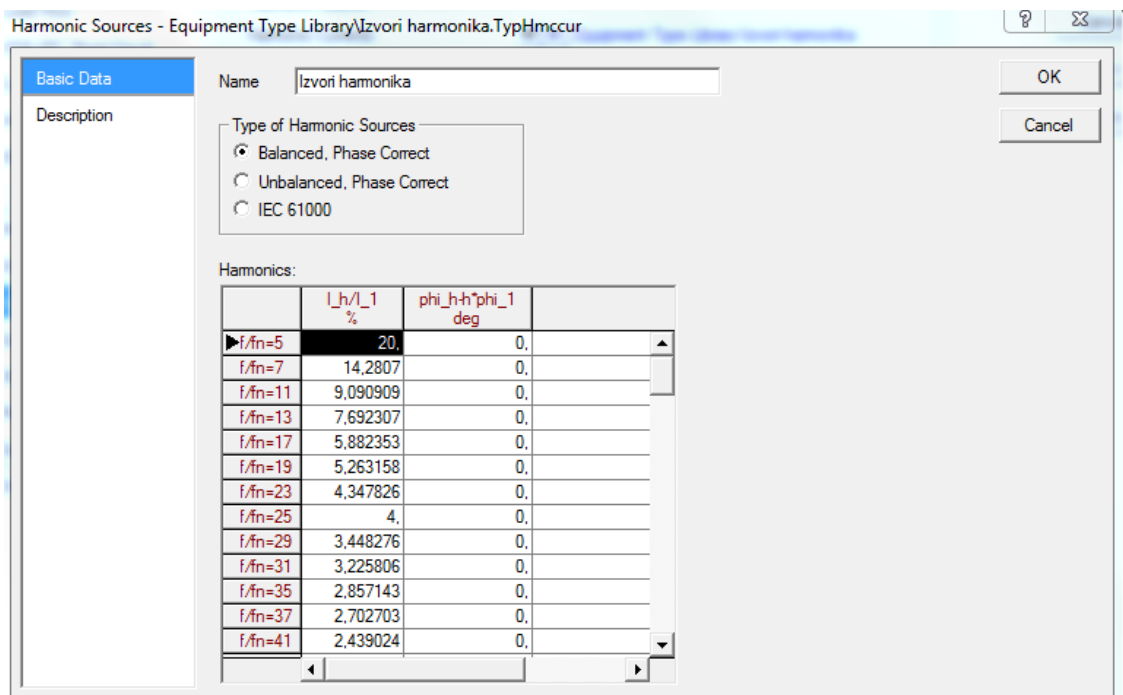 Harmonic Sources - Equipment Type Library\Izvori harmonika.TypHmccur
Basic Data
Description
Name Izvori harmonika
OK
Cancel
Type of Harmonic Sources
Balanced, Phase Correct
Unbalanced, Phase Correct
IEC 61000
Harmonics:
I_h/I_1 phi_h-h*phi_1
% deg
f/fn=5 20, 0,
f/fn=7 14,2807 0,
f/fn=11 9,090909 0,
f/fn=13 7,692307 0,
f/fn=17 5,882353 0,
f/fn=19 5,263158 0,
f/fn=23 4,347826 0,
f/fn=25 4, 0,
f/fn=29 3,448276 0,
f/fn=31 3,225806 0,
f/fn=35 2,857143 0,
f/fn=37 2,702703 0,
f/fn=41 2,439024 0,